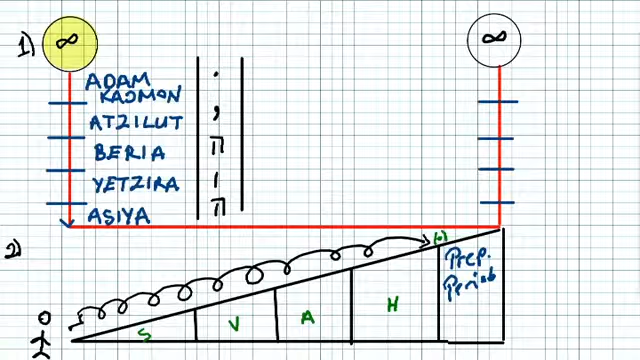 1)
∞
∞
ADAM
KADMON
ATZILUT
BERIA
YETZIRA
ASIYA
2)
Prep.
Period
S
V
A
H